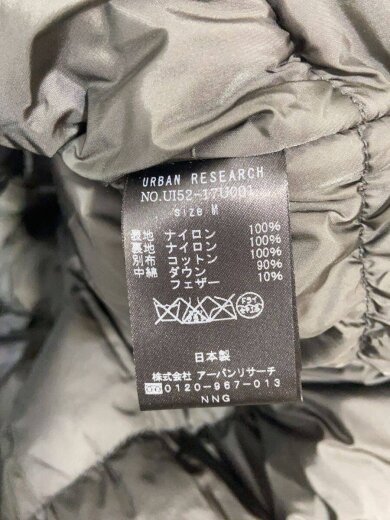 URBAN RESEARCH
NO.UI52-17U001
SIZE M
表地 ナイロン 100%
裏地 ナイロン 100%
別布 コットン 100%
中綿 ダウン 90%
フェザー 10%
ドライ
日本製
株式会社 アーバンリサーチ
0120-967-013
NNG